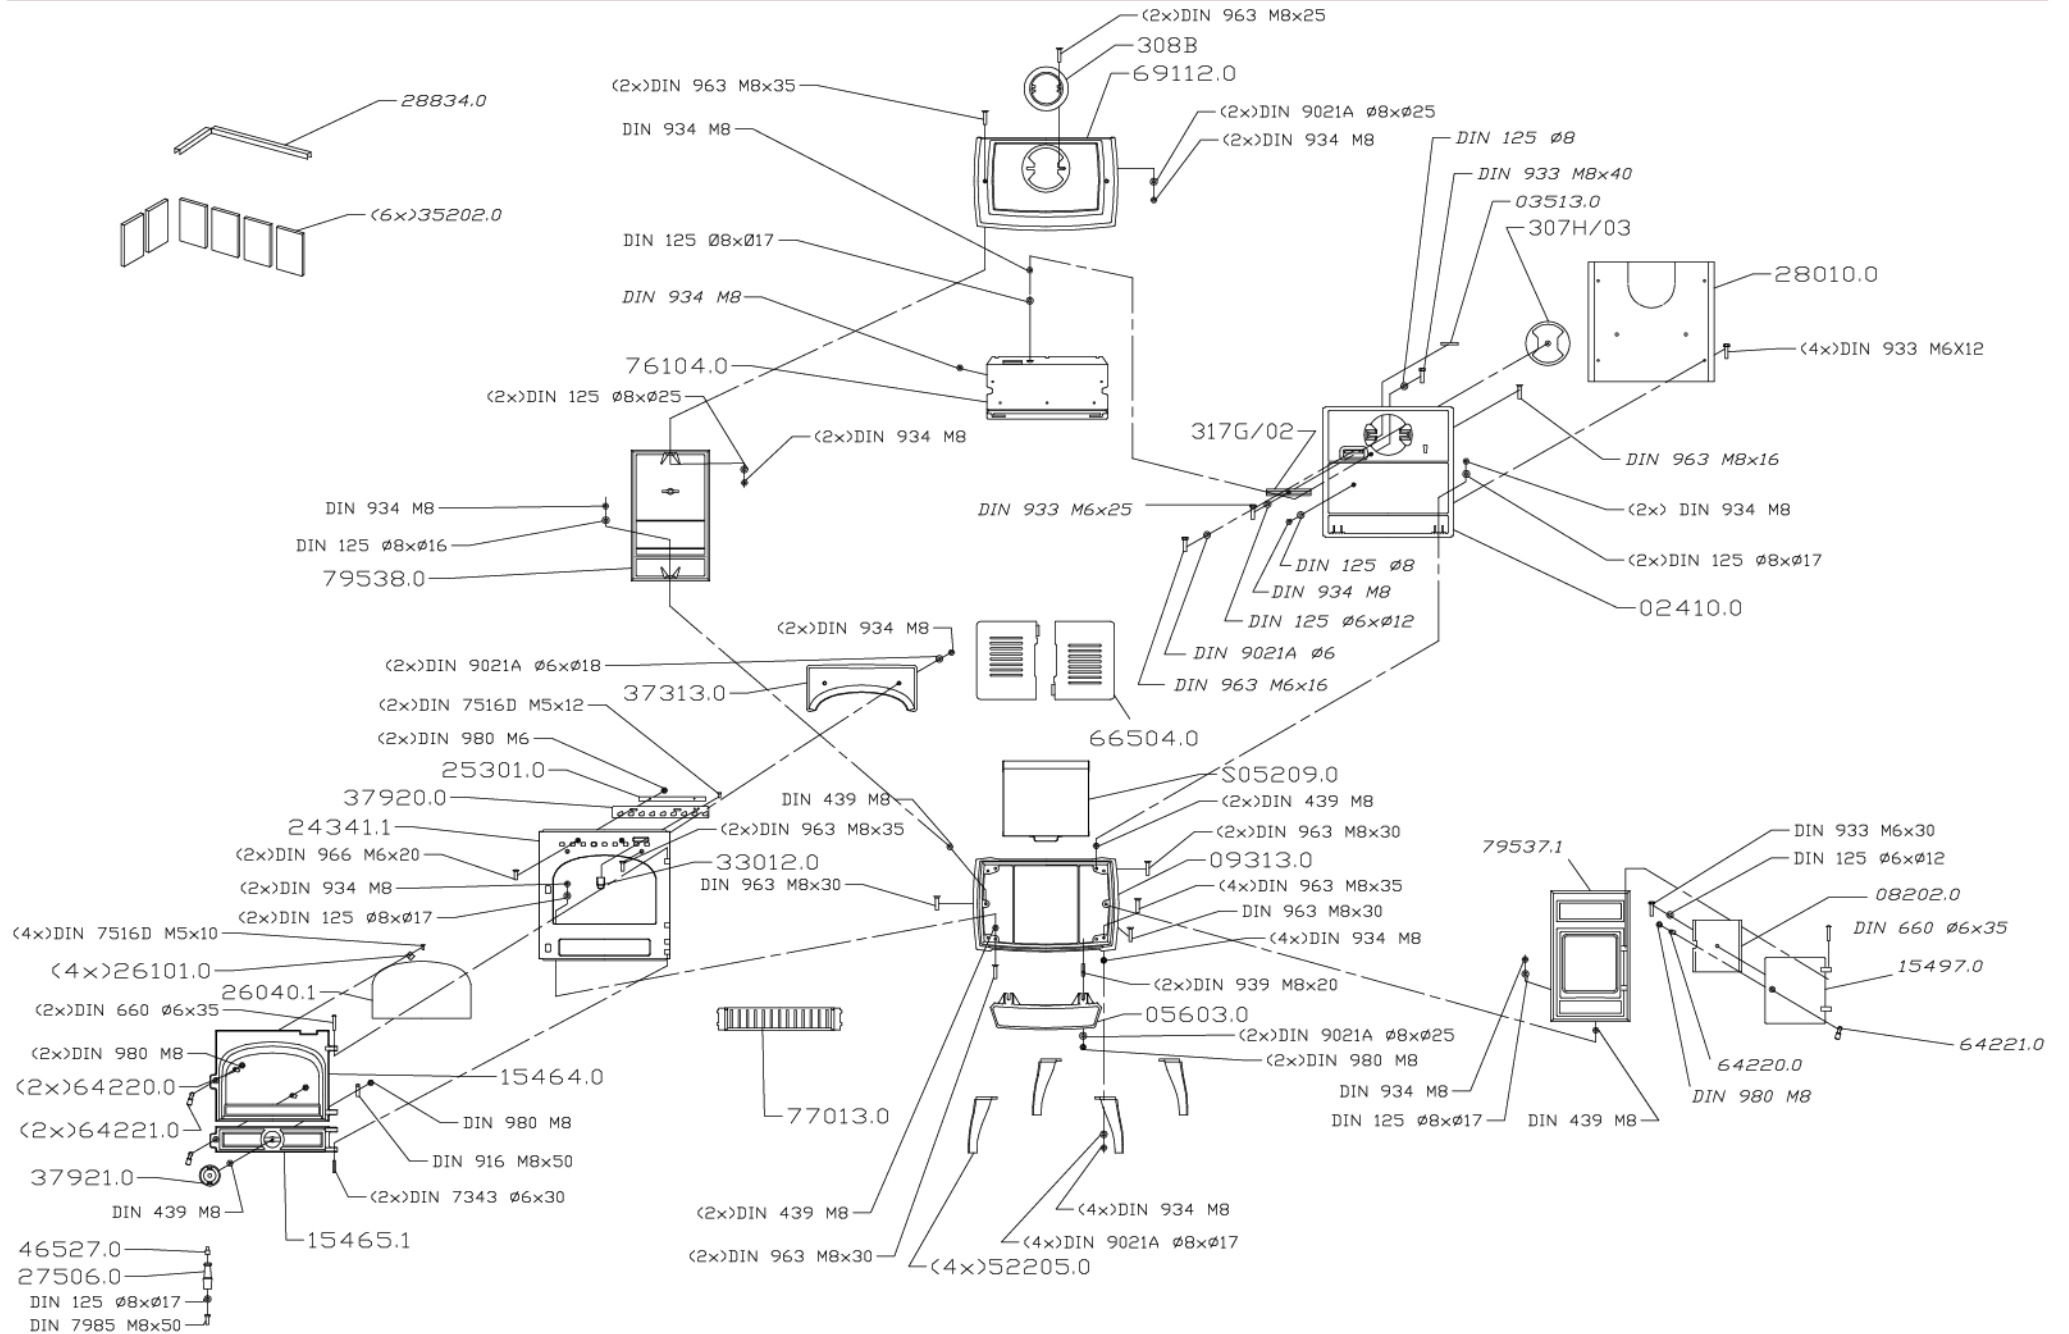 (2x)DIN 963 M8x25
308B
69112.0
(2x)DIN 963 M8x35
28834.0
(2x)DIN 9021A Ø8xØ25
DIN 934 M8
(2x)DIN 934 M8
DIN 125 Ø8
DIN 933 M8x40
03513.0
(6x)35202.0
307H/03
DIN 125 Ø8xØ17
28010.0
DIN 934 M8
(4x)DIN 933 M6X12
76104.0
(2x)DIN 125 Ø8xØ25
(2x)DIN 934 M8
317G/02
DIN 963 M8x16
DIN 934 M8
DIN 933 M6x25
(2x) DIN 934 M8
DIN 125 Ø8xØ16
DIN 125 Ø8
(2x)DIN 125 Ø8xØ17
79538.0
DIN 934 M8
02410.0
DIN 125 Ø6xØ12
(2x)DIN 934 M8
DIN 9021A Ø6
(2x)DIN 9021A Ø6xØ18
DIN 963 M6x16
37313.0
(2x)DIN 7516D M5x12
(2x)DIN 980 M6
66504.0
25301.0
S05209.0
37920.0
DIN 439 M8
(2x)DIN 439 M8
24341.1
(2x)DIN 963 M8x35
(2x)DIN 963 M8x30
DIN 933 M6x30
79537.1
(2x)DIN 966 M6x20
33012.0
09313.0
DIN 125 Ø6xØ12
(2x)DIN 934 M8
DIN 963 M8x30
(4x)DIN 963 M8x35
08202.0
(2x)DIN 125 Ø8xØ17
DIN 963 M8x30
DIN 660 Ø6x35
(4x)DIN 7516D M5x10
(4x)DIN 934 M8
(4x)26101.0
15497.0
26040.1
(2x)DIN 939 M8x20
(2x)DIN 660 Ø6x35
05603.0
(2x)DIN 9021A Ø8xØ25
64221.0
(2x)DIN 980 M8
(2x)DIN 980 M8
64220.0
15464.0
(2x)64220.0
DIN 934 M8
DIN 980 M8
77013.0
DIN 980 M8
DIN 125 Ø8xØ17
DIN 439 M8
(2x)64221.0
DIN 916 M8x50
37921.0
(2x)DIN 7343 Ø6x30
DIN 439 M8
(2x)DIN 439 M8
(4x)DIN 934 M8
15465.1
(4x)DIN 9021A Ø8xØ17
46527.0
(2x)DIN 963 M8x30
(4x)52205.0
27506.0
DIN 125 Ø8xØ17
DIN 7985 M8x50